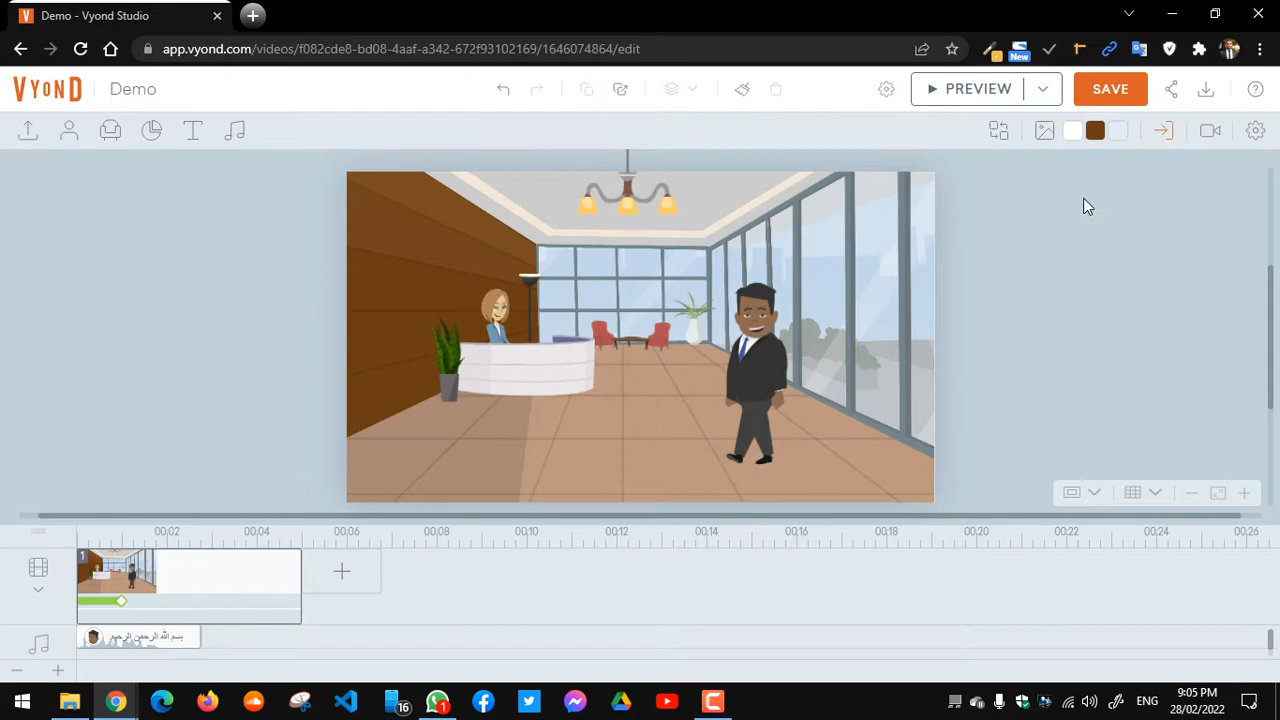 Demo - Vyond Studio
app.vyond.com/videos/f082cde8-bd08-4aaf-a342-672f93102169/1646074864/edit
New
VYOND
Demo
PREVIEW
SAVE
00:02 00:04 00:06 00:08 00:10 00:12 00:14 00:16 00:18 00:20 00:22 00:24 00:26
1
بسم الله الرحمن الرحيم
16
1
ENG
9:05 PM
28/02/2022